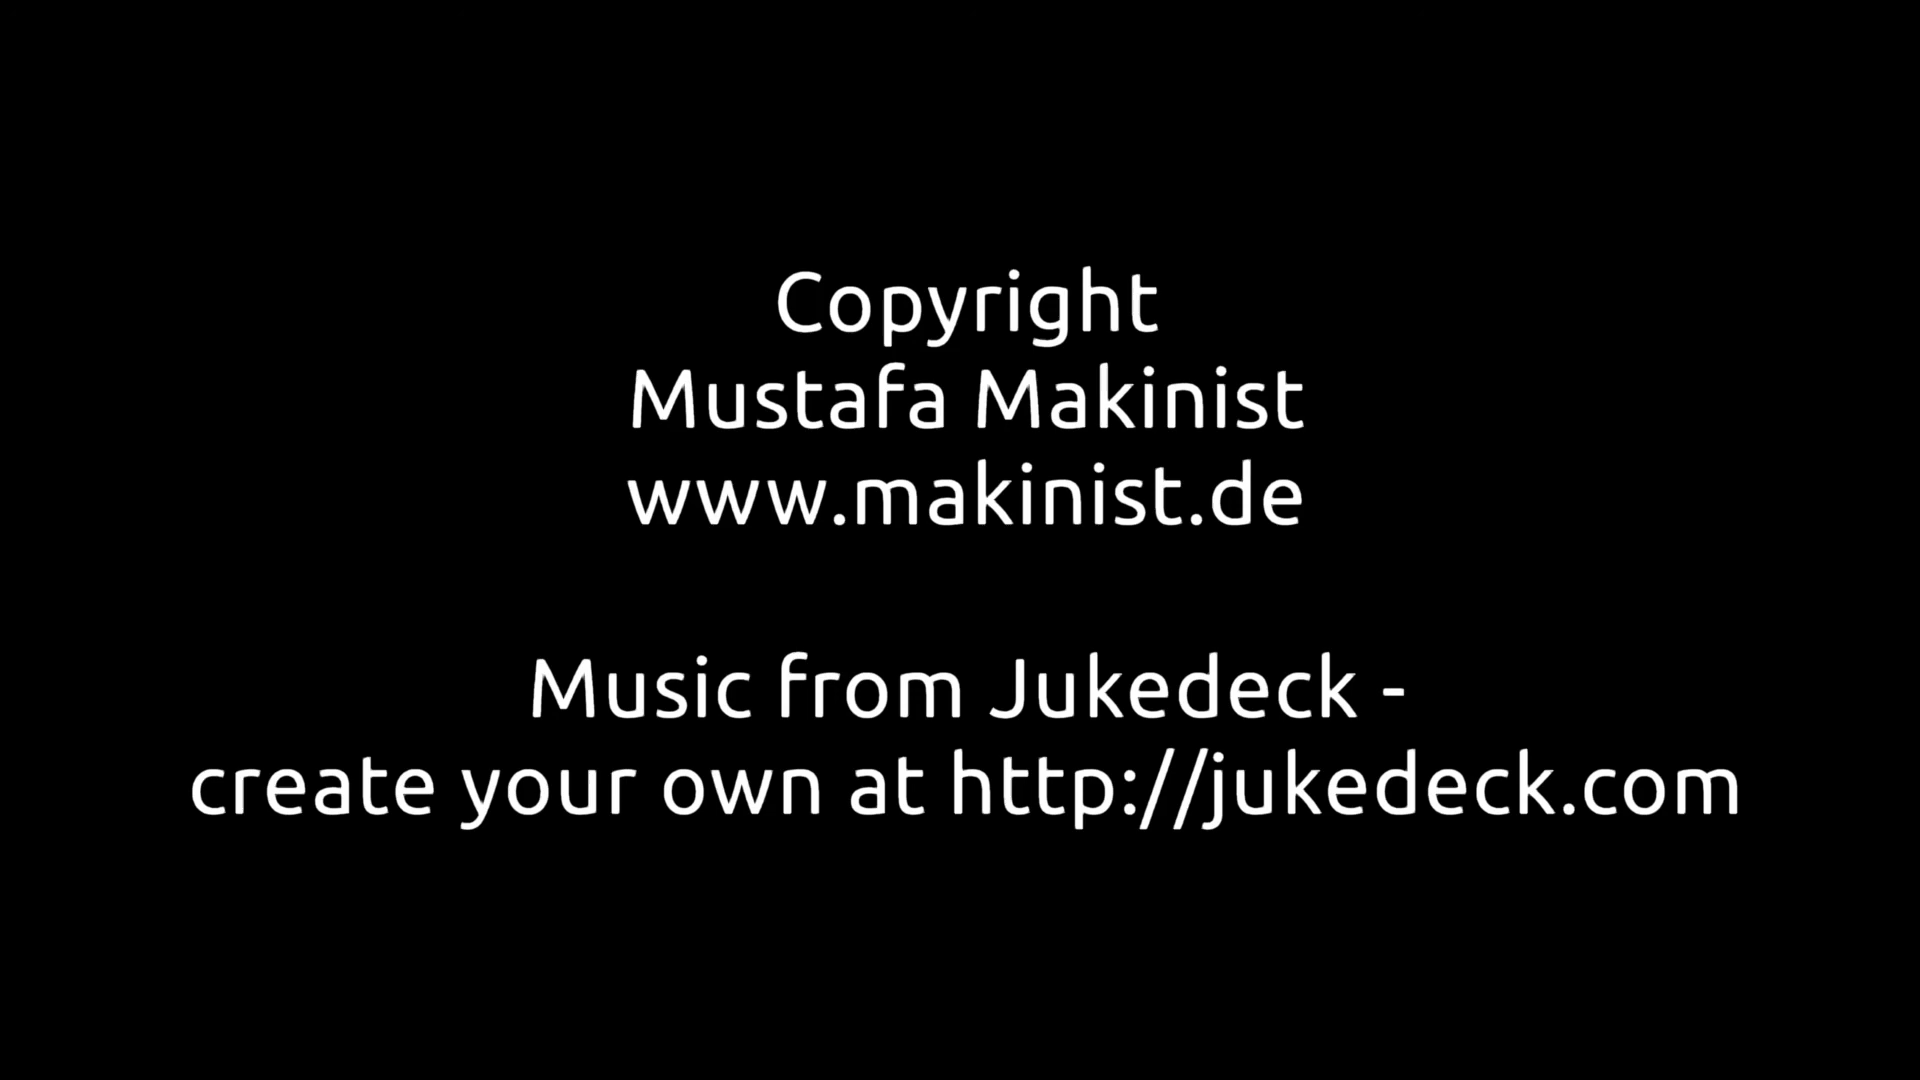 Copyright
Mustafa Makinist
www.makinist.de
Music from Jukedeck -
create your own at http://jukedeck.com